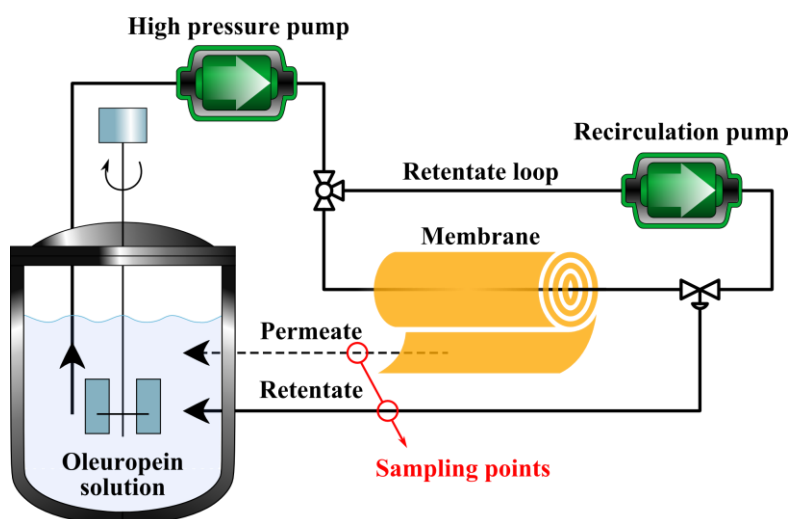 High pressure pump
Recirculation pump
Retentate loop
Membrane
Permeate
Retentate
Oleuropein
solution
Sampling points